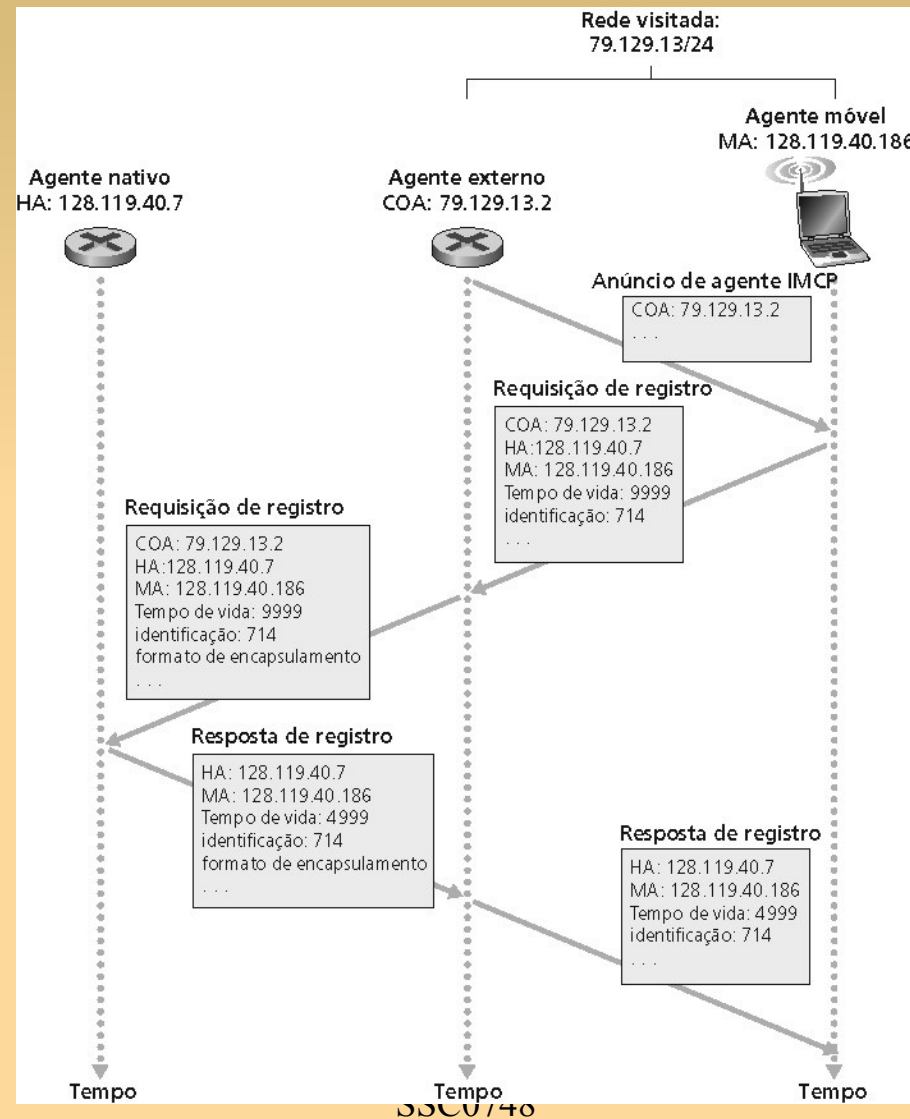 Rede visitada:
79.129.13/24
Agente móvel
MA: 128.119.40.186
Agente nativo
HA: 128.119.40.7
Agente externo
COA: 79.129.13.2
Anúncio de agente IMCP
COA: 79.129.13.2
. . .
Requisição de registro
COA: 79.129.13.2
HA:128.119.40.7
MA: 128.119.40.186
Tempo de vida: 9999
identificação: 714
. . .
Requisição de registro
COA: 79.129.13.2
HA:128.119.40.7
MA: 128.119.40.186
Tempo de vida: 9999
identificação: 714
formato de encapsulamento
. . .
Resposta de registro
HA: 128.119.40.7
MA: 128.119.40.186
Tempo de vida: 4999
identificação: 714
formato de encapsulamento
. . .
Resposta de registro
HA: 128.119.40.7
MA: 128.119.40.186
Tempo de vida: 4999
identificação: 714
. . .
Tempo
Tempo
Tempo
SSC0748